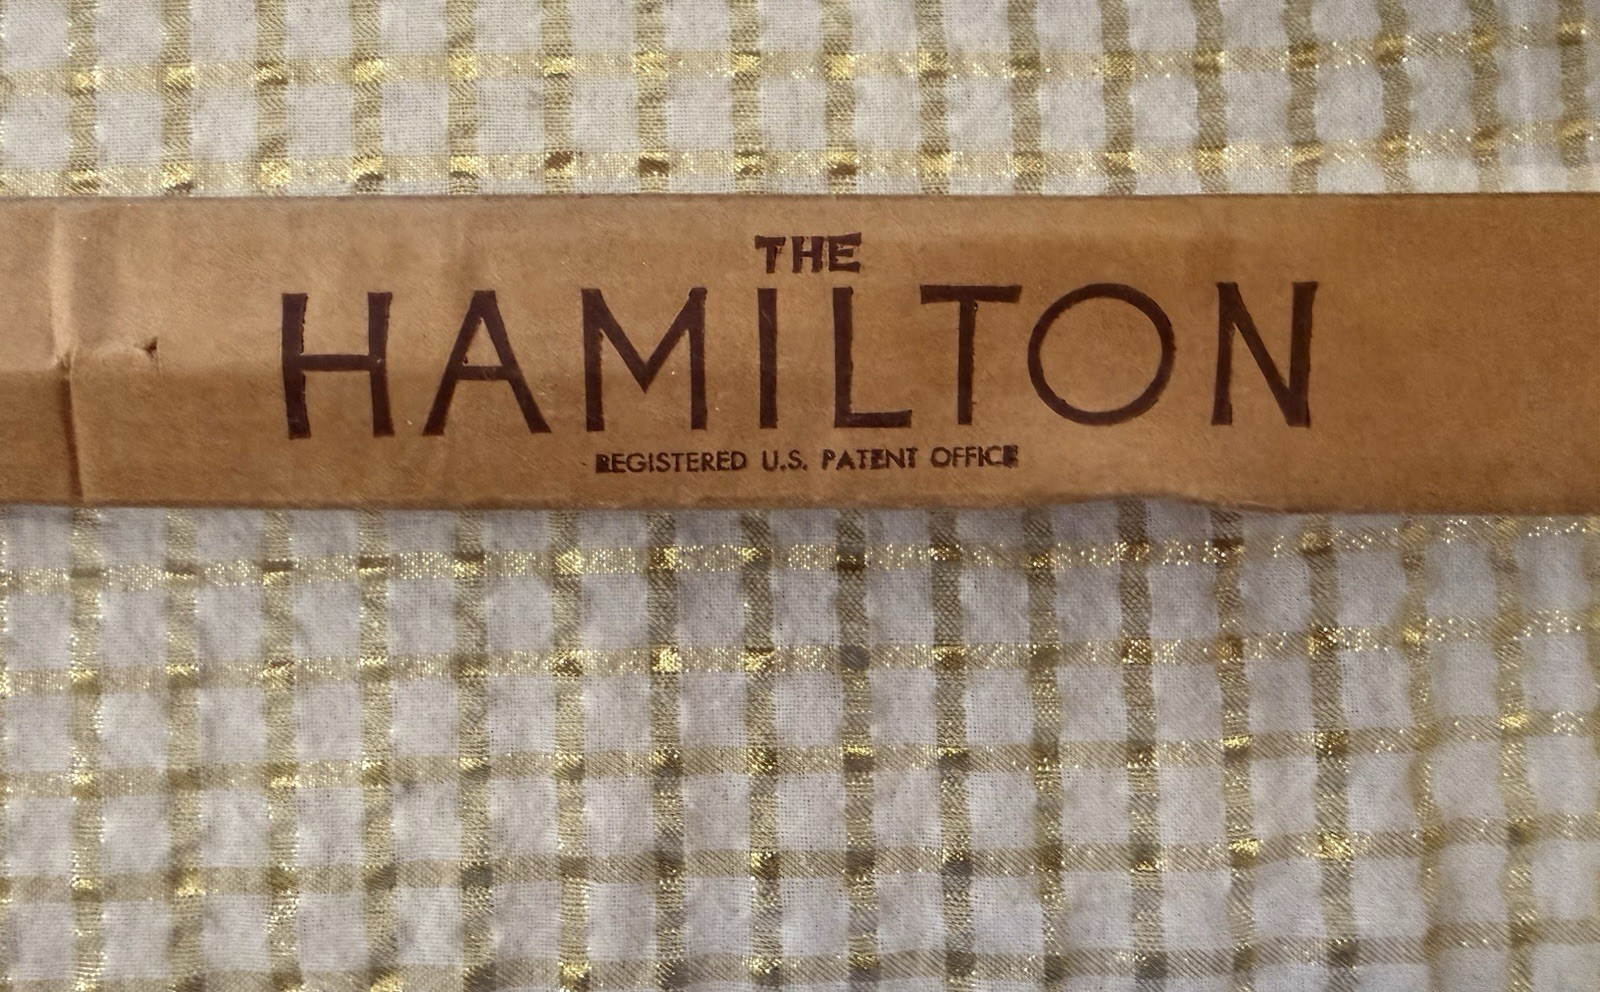 THE
HAMILTON
REGISTERED U.S. PATENT OFFICE